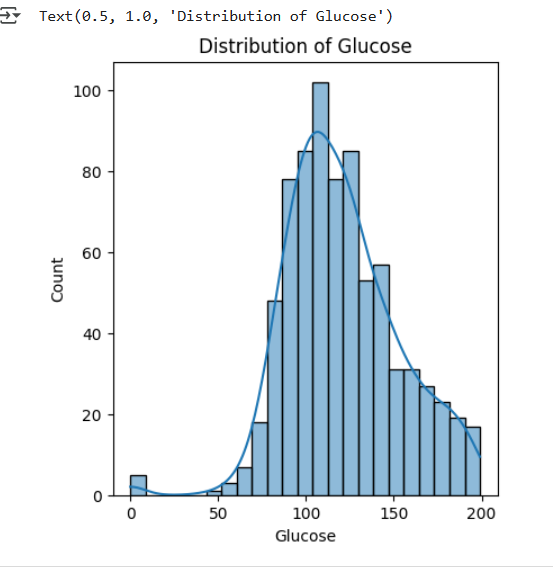 Text(0.5, 1.0, 'Distribution of Glucose')
Distribution of Glucose
100
80
60
40
20
0
Count
0 50 100 150 200
Glucose